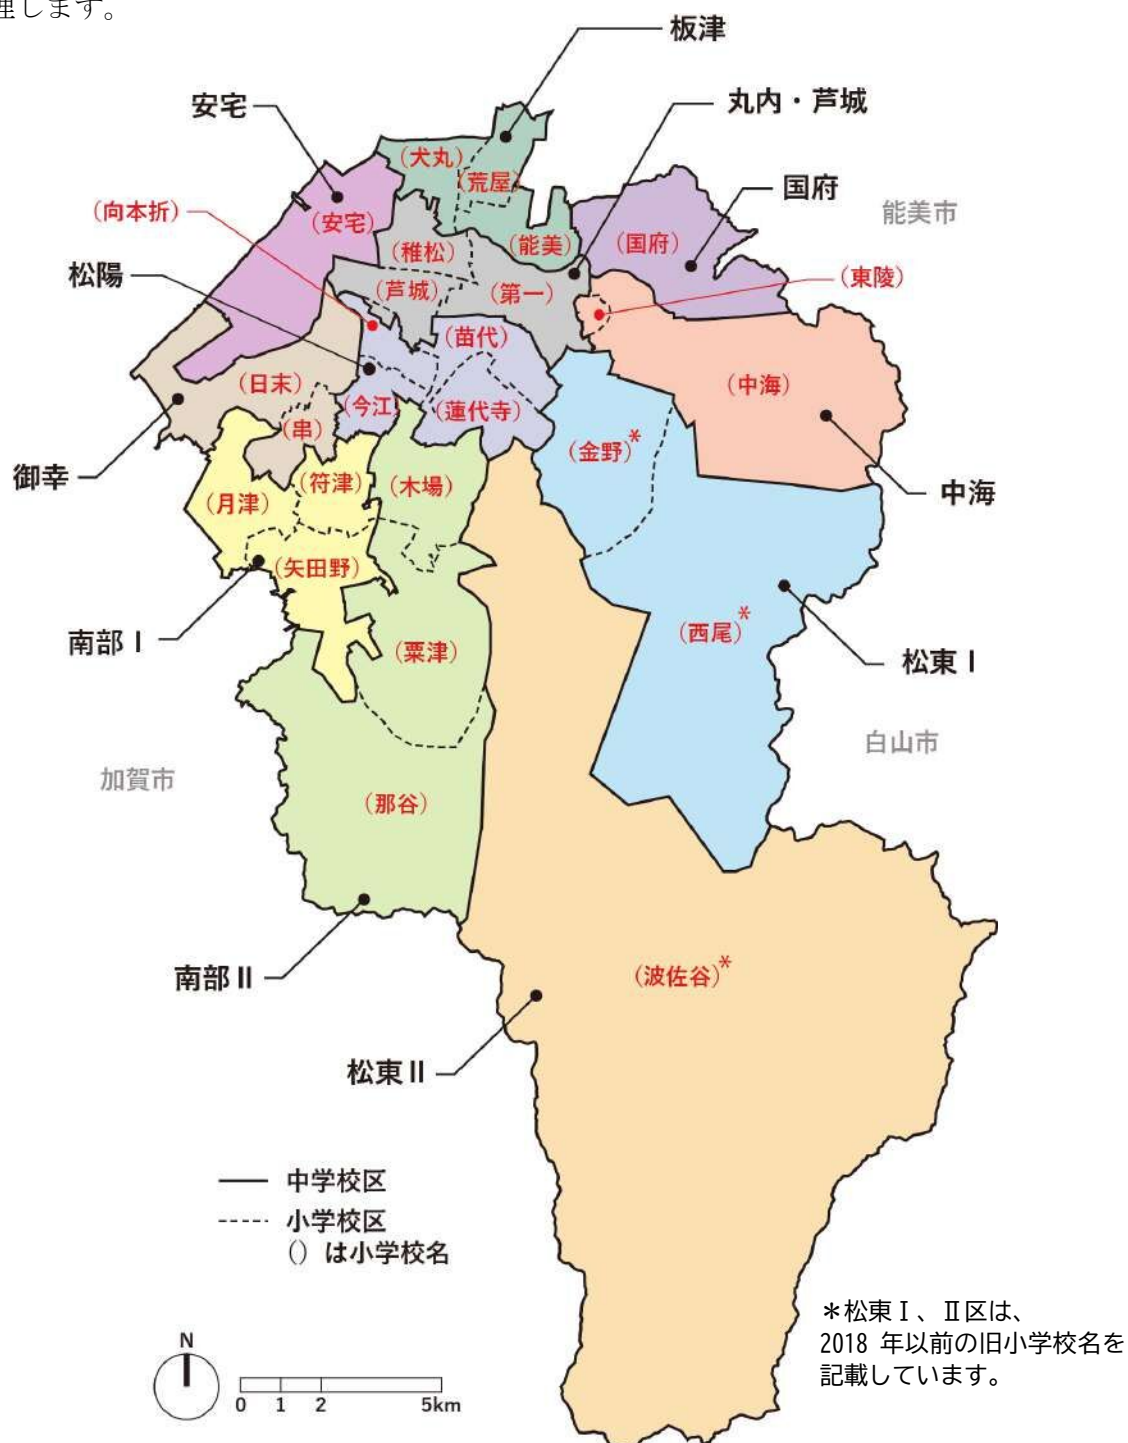 理します。
板津
安宅
丸内・芦城
(犬丸)
(荒屋)
国府
(向本折)
(安宅)
能美市
(稚松)
(能美)
(国府)
松陽
(芦城)
(第一)
(東陵)
(苗代)
(日末)
(今江)
(蓮代寺)
(中海)
(串)
(金野)*
御幸
(月津)
(符津)
(木場)
中海
(矢田野)
南部Ⅰ
(粟津)
(西尾)*
松東Ⅰ
白山市
加賀市
(那谷)
南部Ⅱ
(波佐谷)*
松東Ⅱ
中学校区
小学校区
()は小学校名
*松東Ⅰ、Ⅱ区は、
2018 年以前の旧小学校名を
記載しています。
N
0 1 2 5km